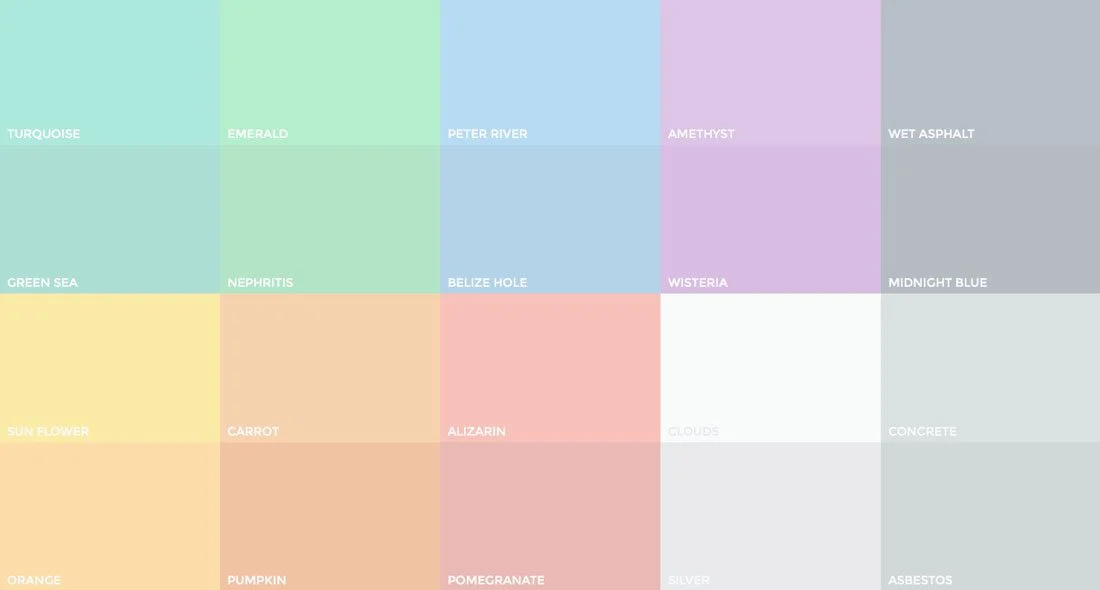 TURQUOISE
EMERALD
PETER RIVER
AMETHYST
WET ASPHALT
GREEN SEA
NEPHRITIS
BELIZE HOLE
WISTERIA
MIDNIGHT BLUE
SUN FLOWER
CARROT
ALIZARIN
CLOUDS
CONCRETE
ORANGE
PUMPKIN
POMEGRANATE
SILVER
ASBESTOS